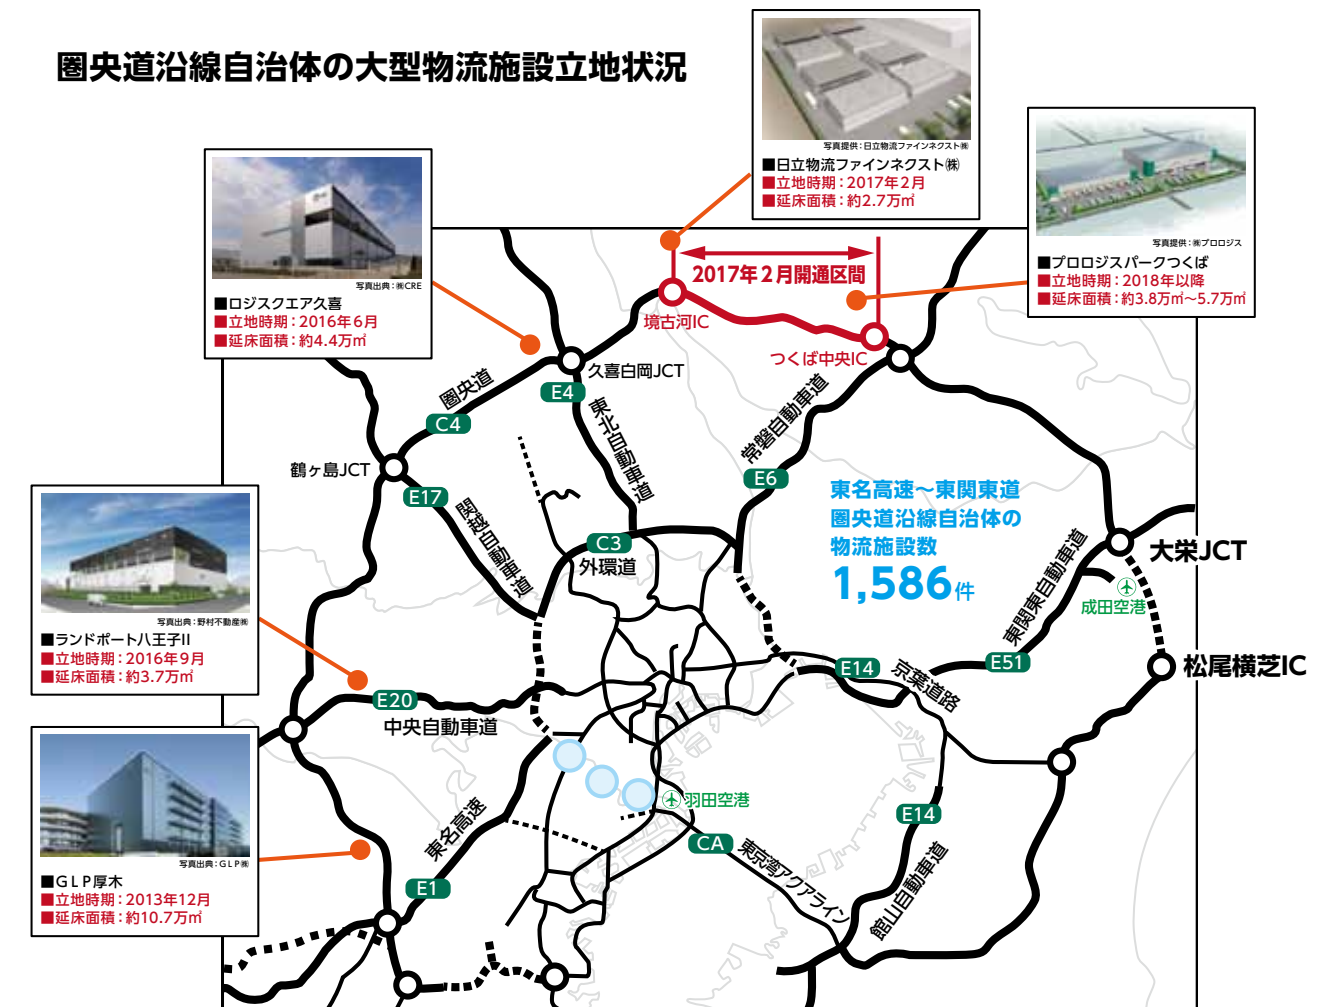 圏央道沿線自治体の大型物流施設立地状況
写真提供：日立物流ファインネクスト㈱
■日立物流ファインネクスト㈱
■立地時期：2017年2月
■延床面積：約2.7万㎡
写真提供：㈱プロロジス
■プロロジスパークつくば
■立地時期：2018年以降
■延床面積：約3.8万㎡～5.7万㎡
写真出典：㈱CRE
■ロジスクエア久喜
■立地時期：2016年6月
■延床面積：約4.4万㎡
2017年2月開通区間
境古河IC
つくば中央IC
久喜白岡JCT
圏央道
C4
E4
東北自動車道
常磐自動車道
E6
鶴ヶ島JCT
E17
関越自動車道
C3
外環道
東名高速～東関東道
圏央道沿線自治体の
物流施設数
1,586件
大栄JCT
東関東自動車道
成田空港
E51
松尾横芝IC
E14
京葉道路
写真出典：野村不動産㈱
■ランドポート八王子II
■立地時期：2016年9月
■延床面積：約3.7万㎡
E20
中央自動車道
写真出典：GLP㈱
■GLP厚木
■立地時期：2013年12月
■延床面積：約10.7万㎡
東名高速
E1
羽田空港
CA
東京湾アクアライン
E14
館山自動車道